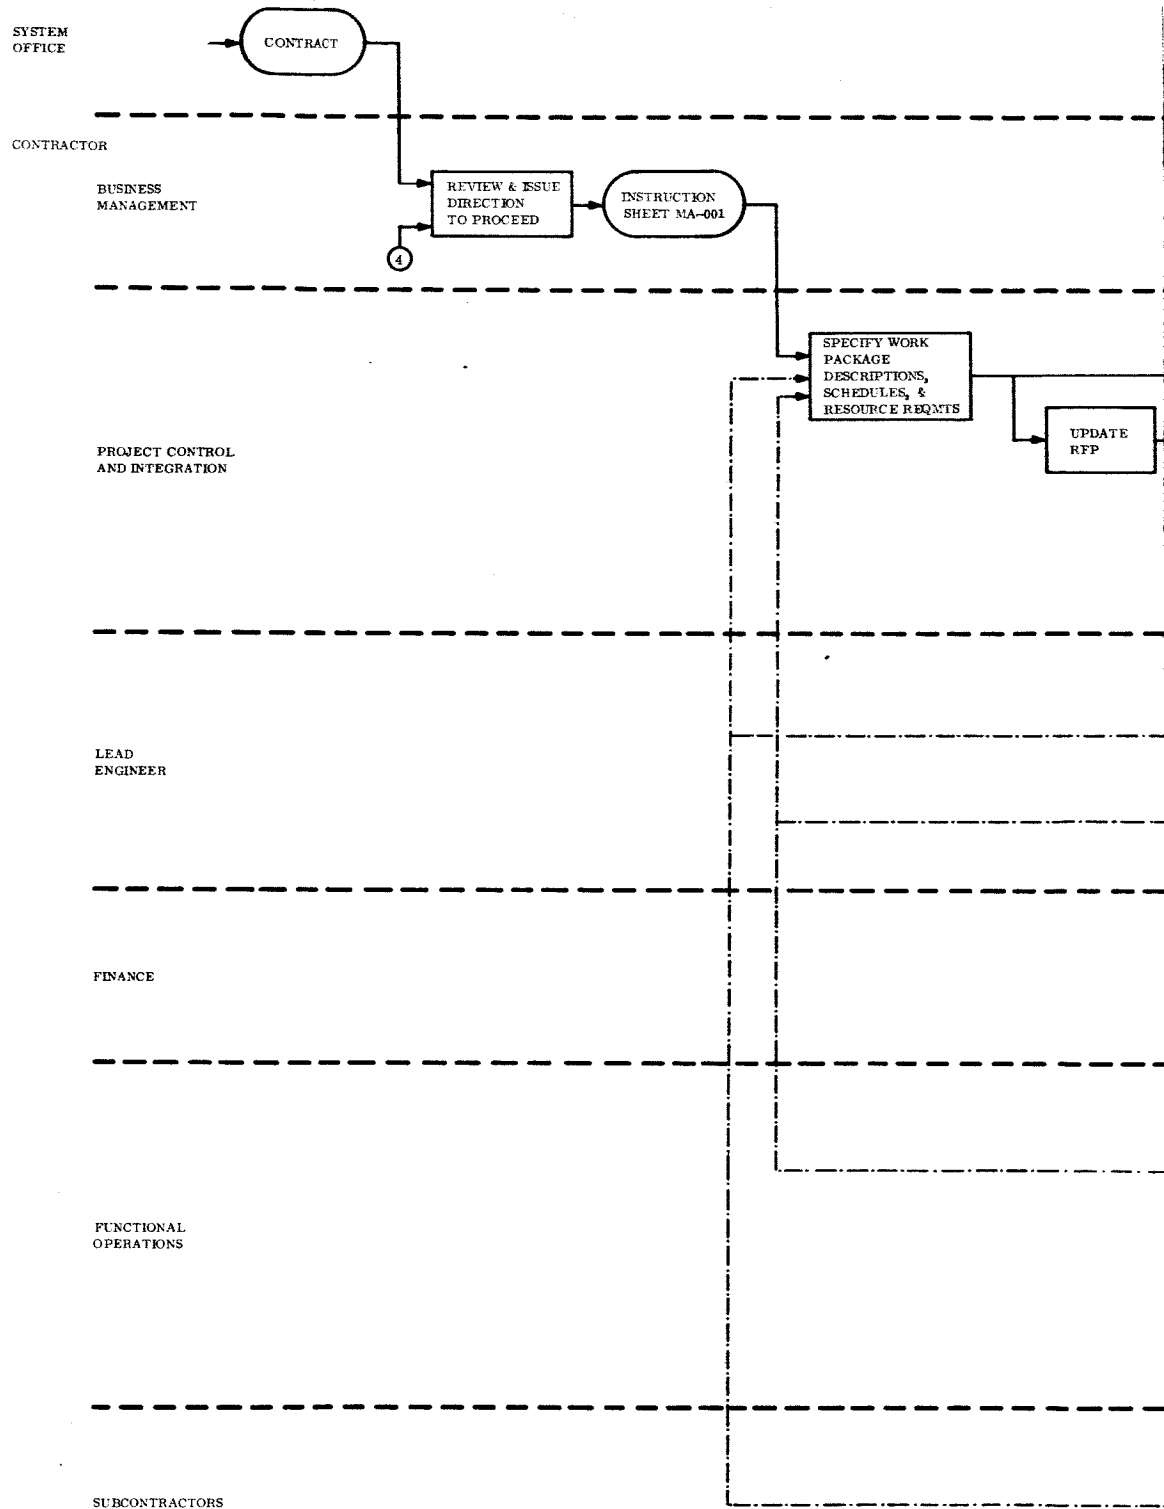 SYSTEM
OFFICE
CONTRACT
CONTRACTOR
BUSINESS
MANAGEMENT
REVIEW & ISSUE
DIRECTION
TO PROCEED
INSTRUCTION
SHEET MA-001
4
SPECIFY WORK
PACKAGE
DESCRIPTIONS,
SCHEDULES, &
RESOURCE REQMTS
UPDATE
RFP
PROJECT CONTROL
AND INTEGRATION
LEAD
ENGINEER
FINANCE
FUNCTIONAL
OPERATIONS
SUBCONTRACTORS